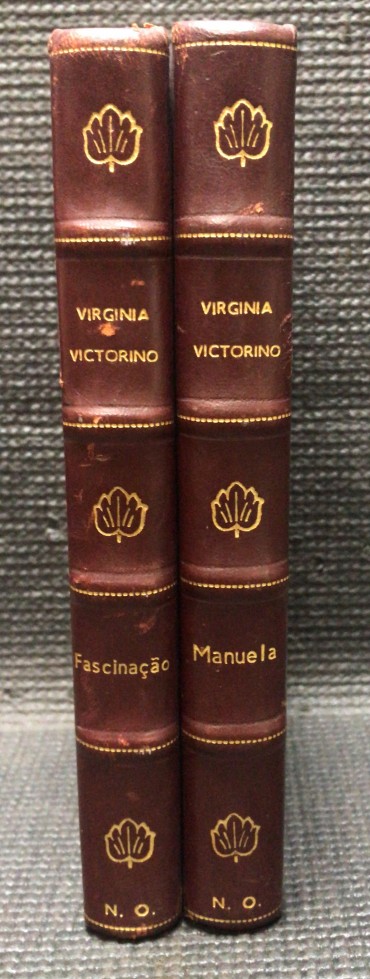 VIRGINIA
VICTORINO
Fascinação
N. O.
VIRGINIA
VICTORINO
Manuela
N. O.